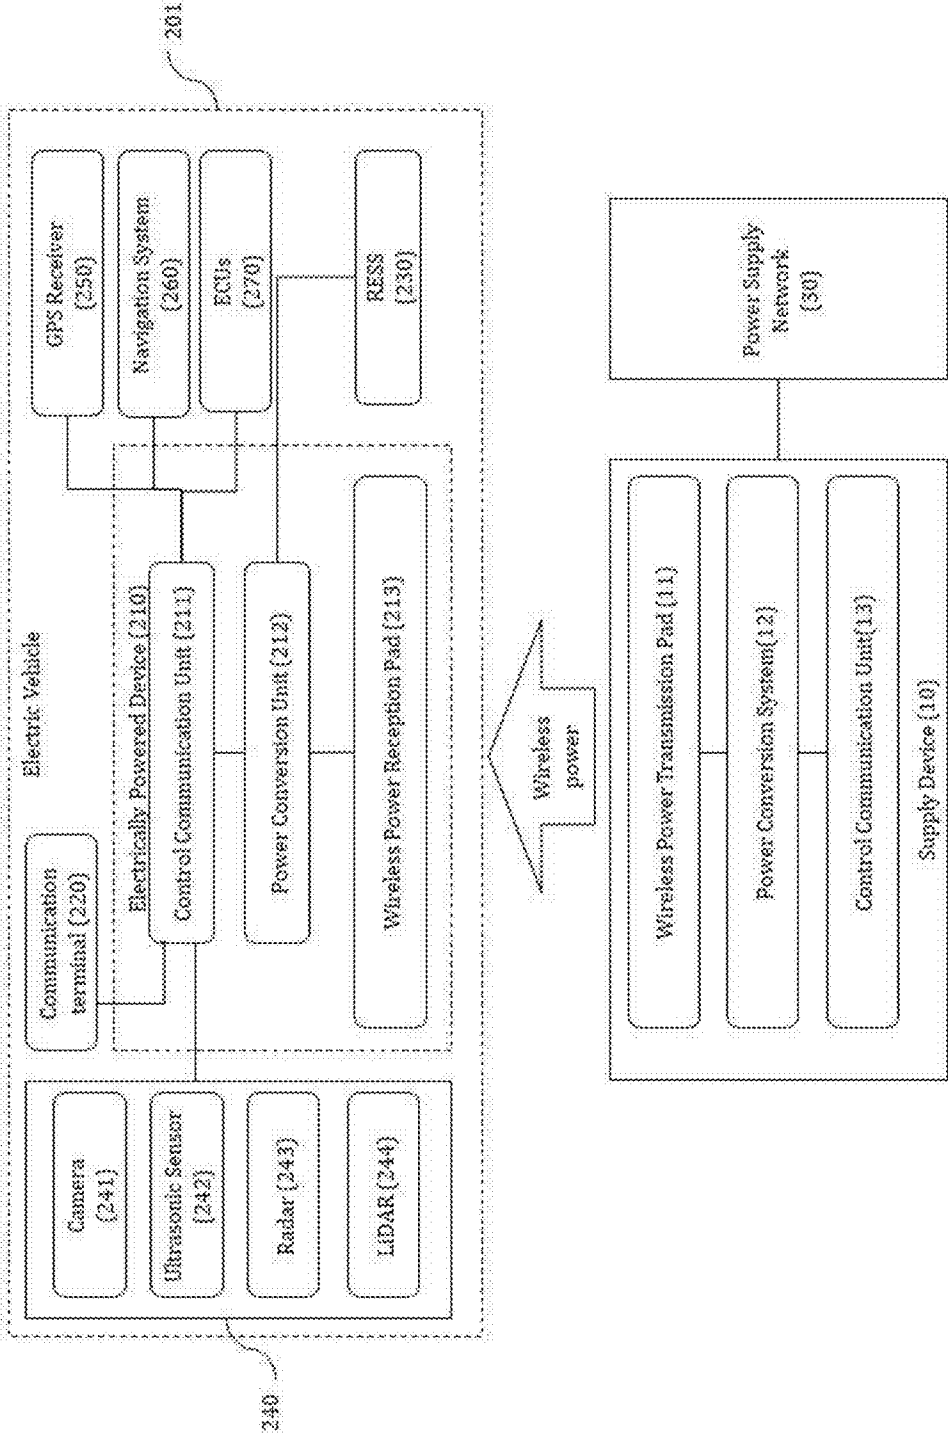 201
Electric Vehicle
Camera
[241]
Ultrasonic Sensor
[242]
Radar [243]
LiDAR [244]
240
Communication
terminal [220]
Electrically Powered Device [210]
Control Communication Unit [211]
Power Conversion Unit [212]
Wireless Power Reception Pad [213]
GPS Receiver
[250]
Navigation System
[260]
ECUs
[270]
RESS
[230]
Wireless
power
Wireless Power Transmission Pad [11]
Power Conversion System[12]
Control Communication Unit[13]
Supply Device [10]
Power Supply
Network
[30]